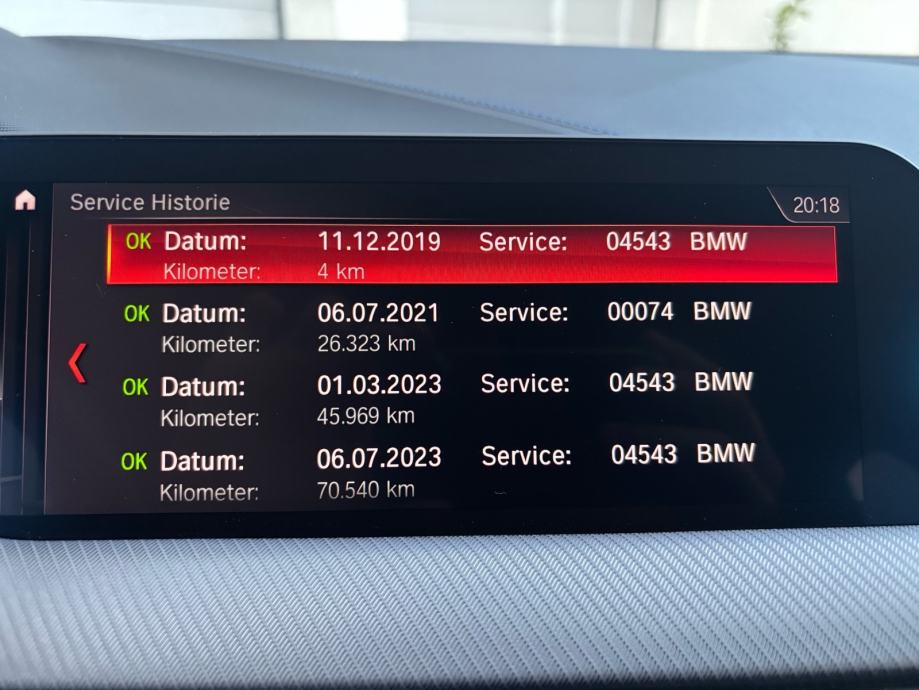 Service Historie 20:18
OK Datum: 11.12.2019 Service: 04543 BMW
Kilometer: 4 km
OK Datum: 06.07.2021 Service: 00074 BMW
Kilometer: 26.323 km
OK Datum: 01.03.2023 Service: 04543 BMW
Kilometer: 45.969 km
OK Datum: 06.07.2023 Service: 04543 BMW
Kilometer: 70.540 km